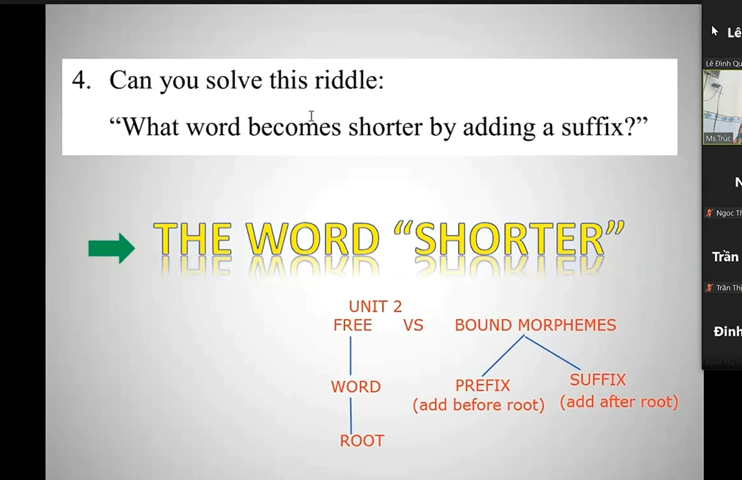 4. Can you solve this riddle:
“What word becomes shorter by adding a suffix?”
THE WORD “SHORTER”
UNIT 2
FREE VS BOUND MORPHEMES
WORD
PREFIX
(add before root)
SUFFIX
(add after root)
ROOT
Lê
Lê Đình Qu
Ms.Trúc
N
Ngọc Th
Trần
Trần Thị
Đinh